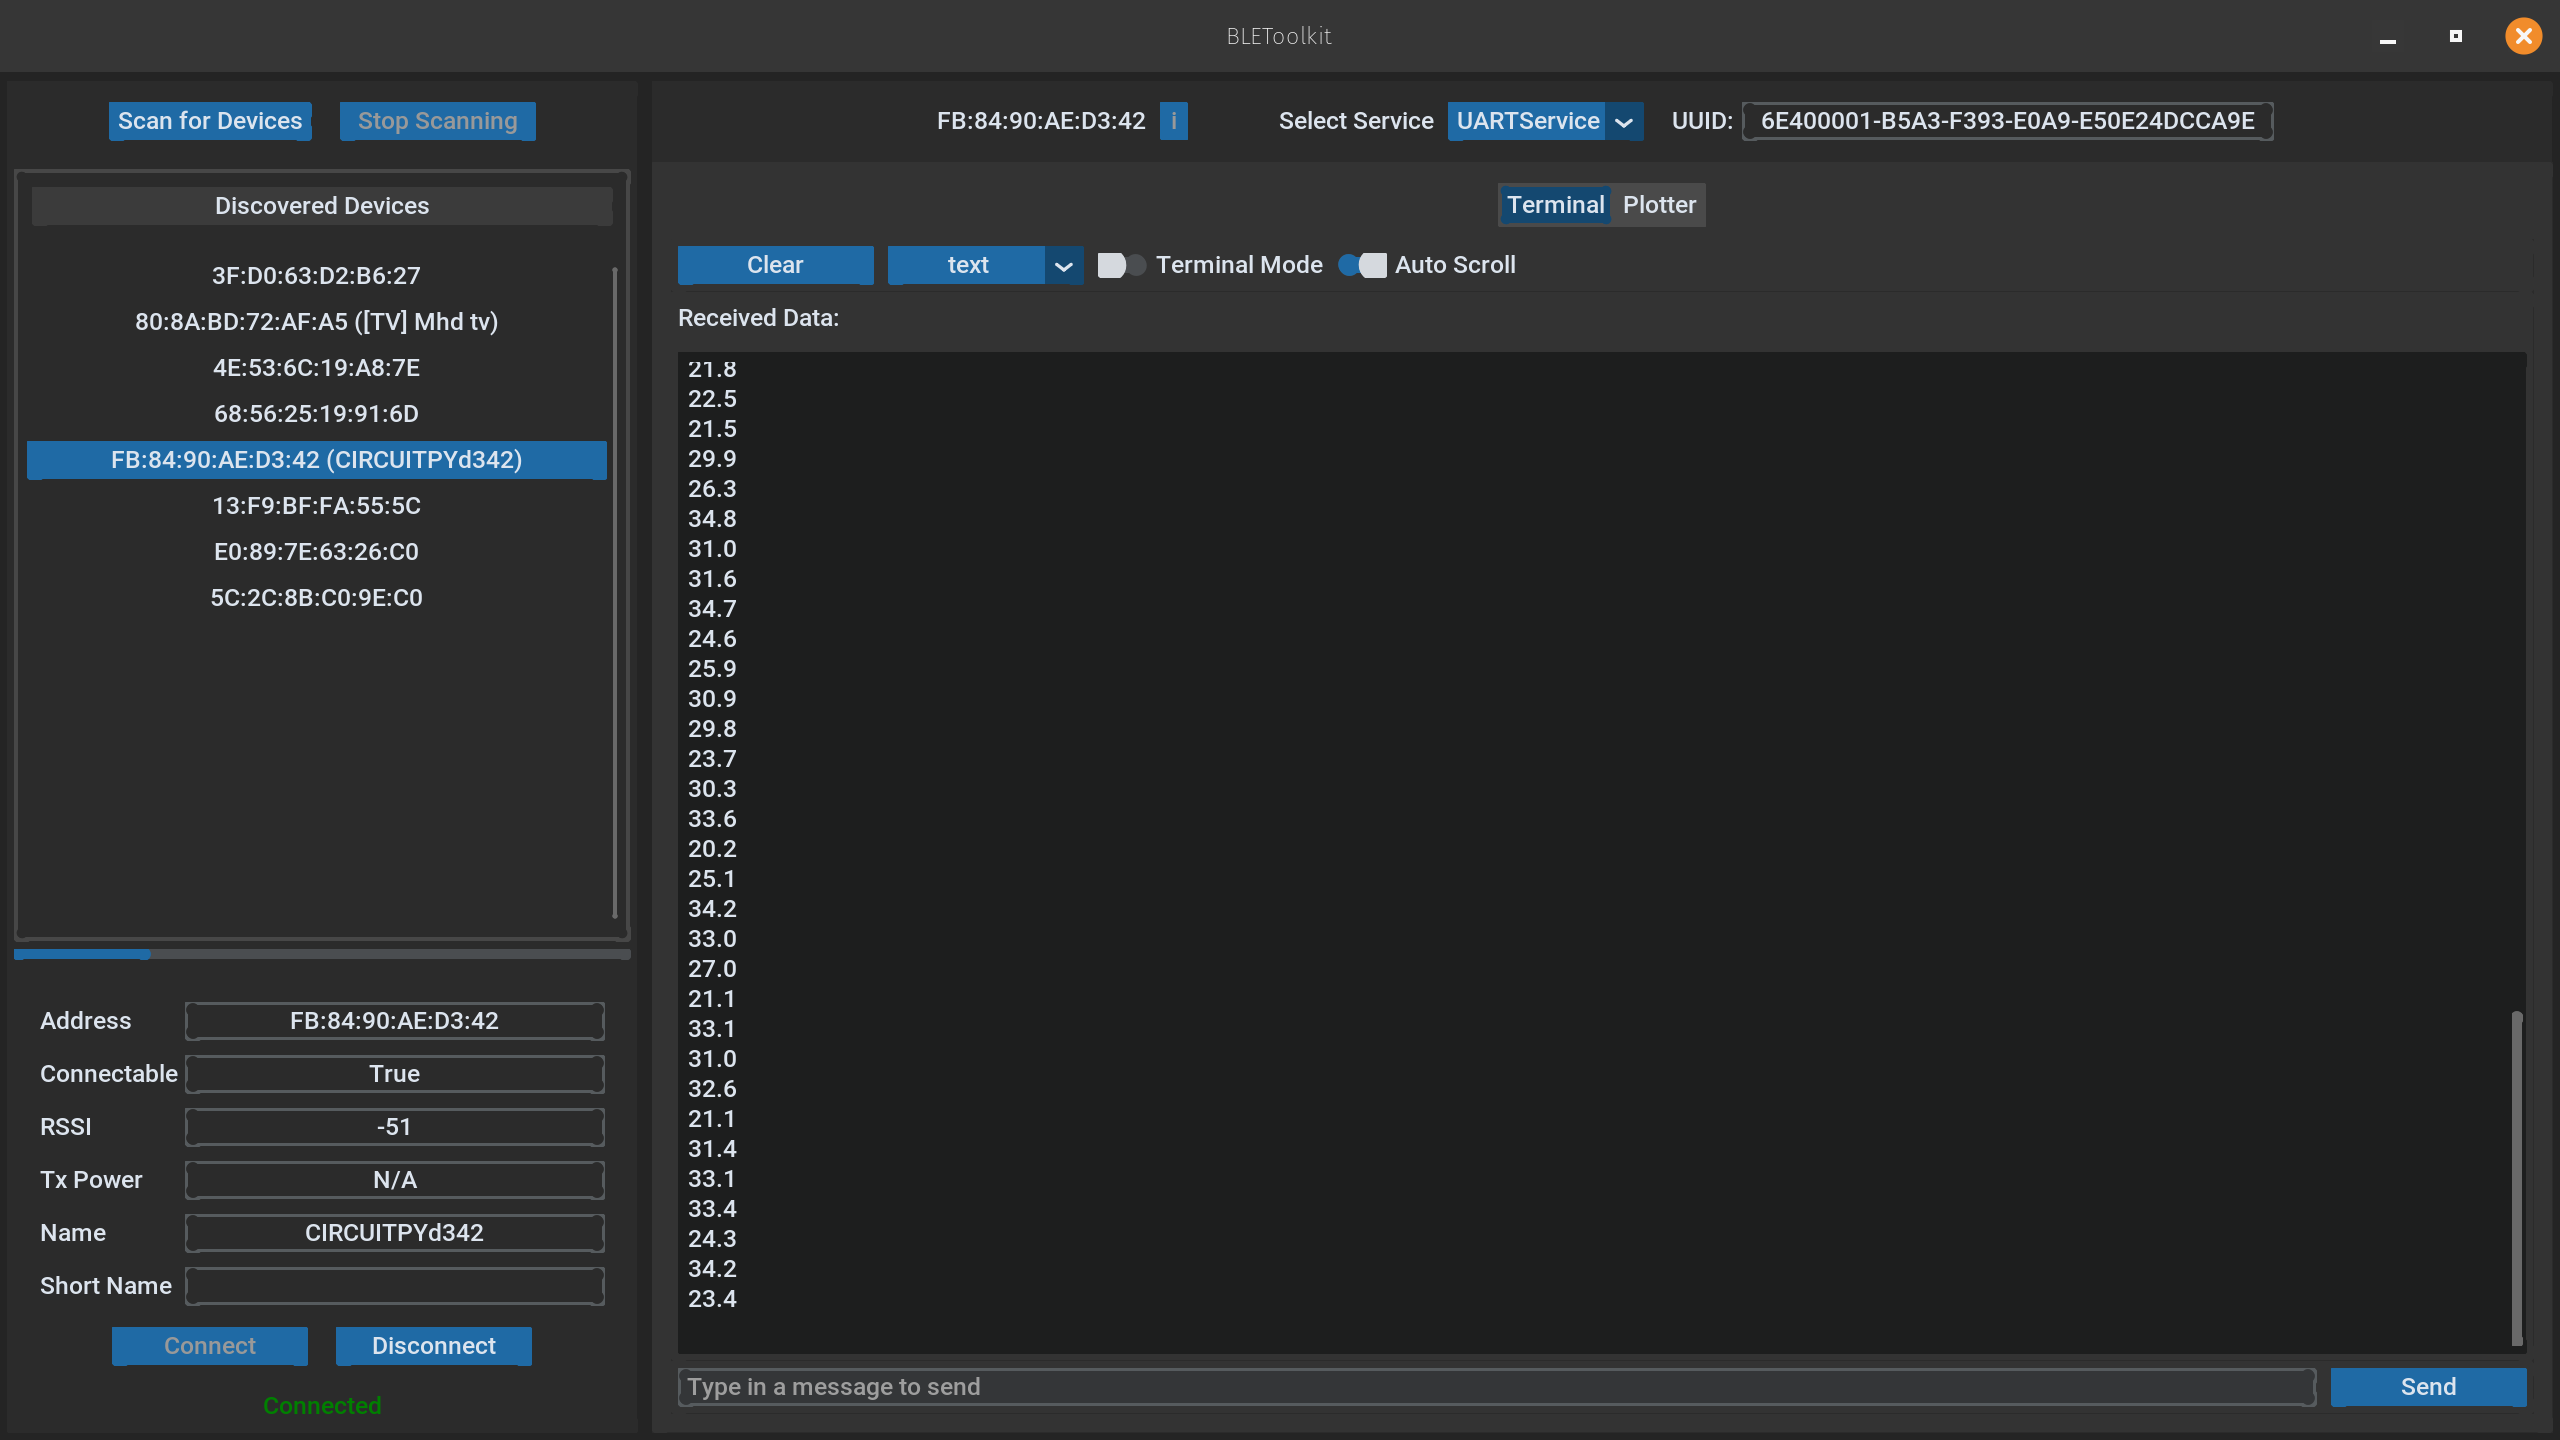 BLEToolkit
Scan for Devices
Stop Scanning
Discovered Devices
3F:D0:63:D2:B6:27
80:8A:BD:72:AF:A5 ([TV] Mhd tv)
4E:53:6C:19:A8:7E
68:56:25:19:91:6D
FB:84:90:AE:D3:42 (CIRCUITPYd342)
13:F9:BF:FA:55:5C
E0:89:7E:63:26:C0
5C:2C:8B:C0:9E:C0
Address FB:84:90:AE:D3:42
Connectable True
RSSI -51
Tx Power N/A
Name CIRCUITPYd342
Short Name
Connect
Disconnect
Connected
FB:84:90:AE:D3:42 i
Select Service UARTService
UUID: 6E400001-B5A3-F393-E0A9-E50E24DCCA9E
Terminal Plotter
Clear
text
Terminal Mode
Auto Scroll
Received Data:
21.8
22.5
21.5
29.9
26.3
34.8
31.0
31.6
34.7
24.6
25.9
30.9
29.8
23.7
30.3
33.6
20.2
25.1
34.2
33.0
27.0
21.1
33.1
31.0
32.6
21.1
31.4
33.1
33.4
24.3
34.2
23.4
Type in a message to send
Send